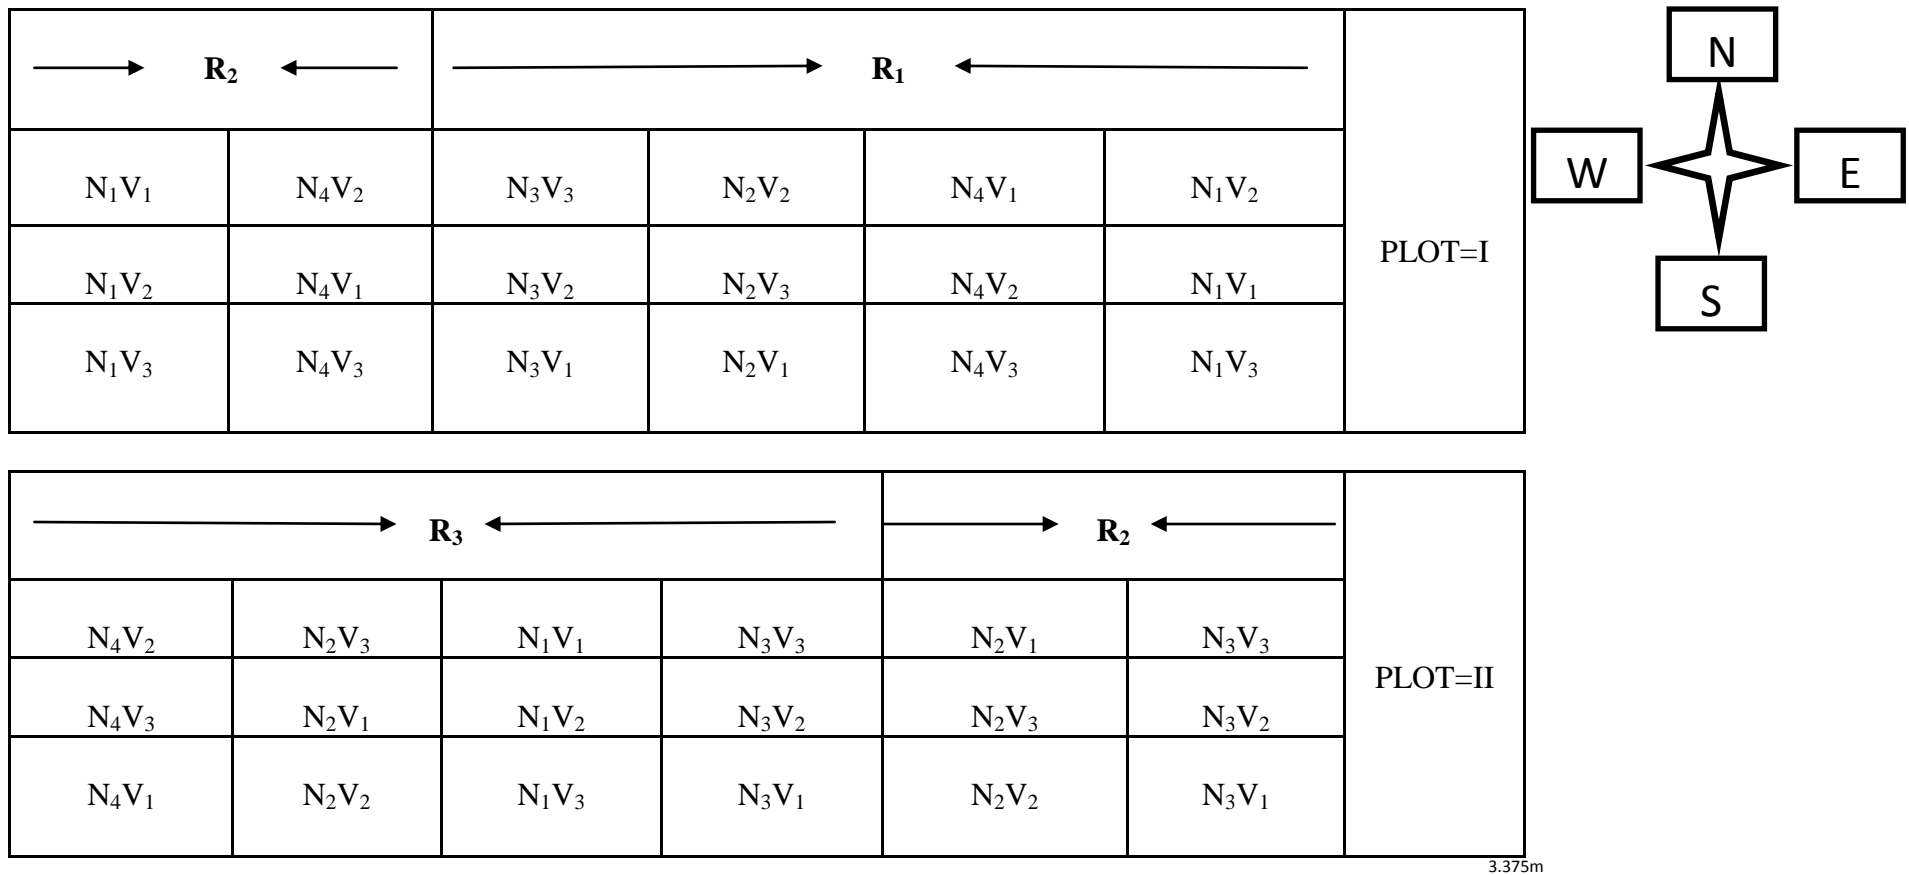 R₂ R₁
N₁V₁ N₄V₂ N₃V₃ N₂V₂ N₄V₁ N₁V₂
N₁V₂ N₄V₁ N₃V₂ N₂V₃ N₄V₂ N₁V₁
N₁V₃ N₄V₃ N₃V₁ N₂V₁ N₄V₃ N₁V₃
PLOT=I
N
W E
S
R₃ R₂
N₄V₂ N₂V₃ N₁V₁ N₃V₃ N₂V₁ N₃V₃
N₄V₃ N₂V₁ N₁V₂ N₃V₂ N₂V₃ N₃V₂
N₄V₁ N₂V₂ N₁V₃ N₃V₁ N₂V₂ N₃V₁
PLOT=II
3.375m